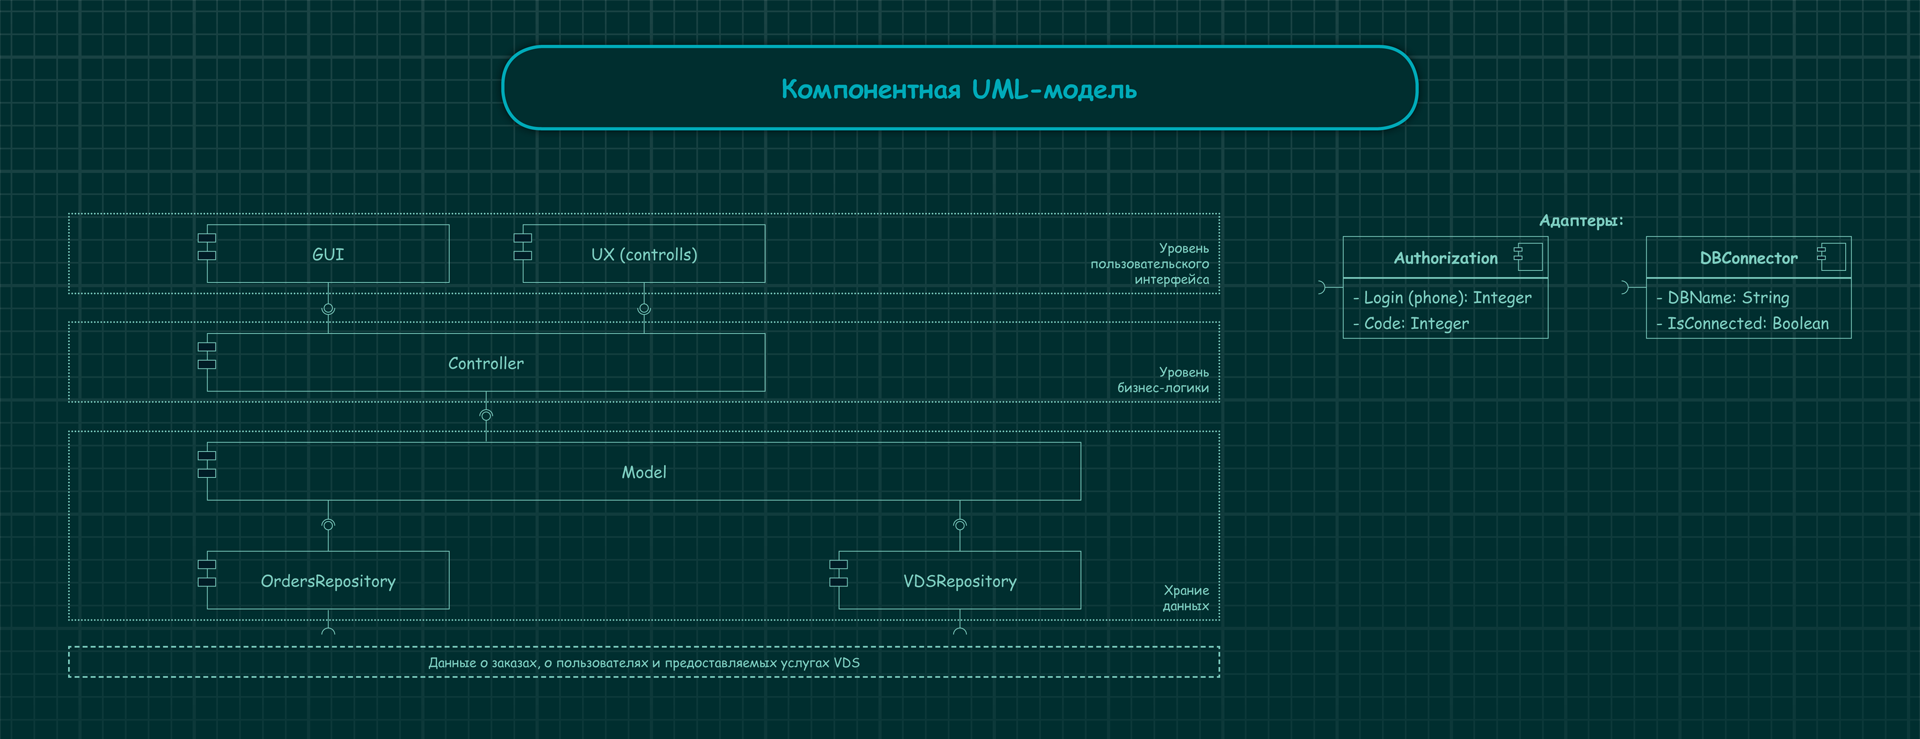 Компонентная UML-модель
GUI
UX (controlls)
Уровень
пользовательского
интерфейса
Controller
Уровень
бизнес-логики
Model
OrdersRepository
VDSRepository
Храние
данных
Данные о заказах, о пользователях и предоставляемых услугах VDS
Адаптеры:
Authorization
- Login (phone): Integer
- Code: Integer
DBConnector
- DBName: String
- IsConnected: Boolean